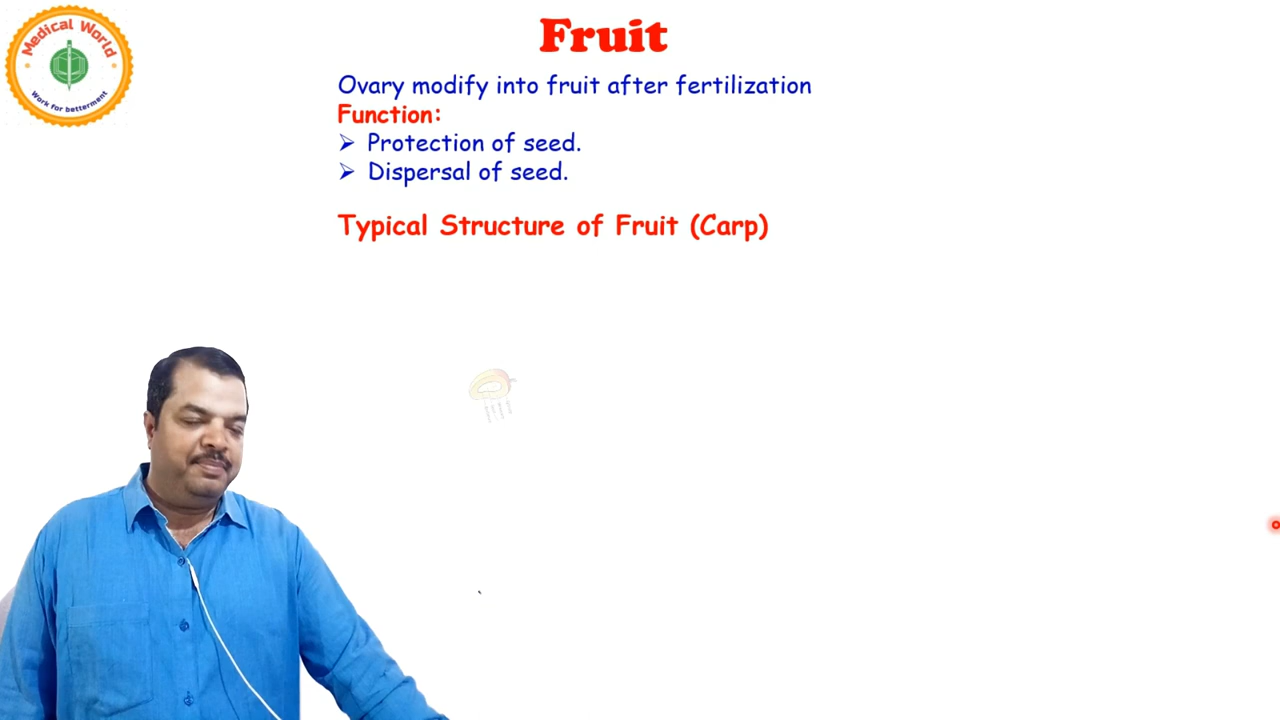 Medical World
Work for betterment
Fruit
Ovary modify into fruit after fertilization
Function:
➢ Protection of seed.
➢ Dispersal of seed.
Typical Structure of Fruit (Carp)